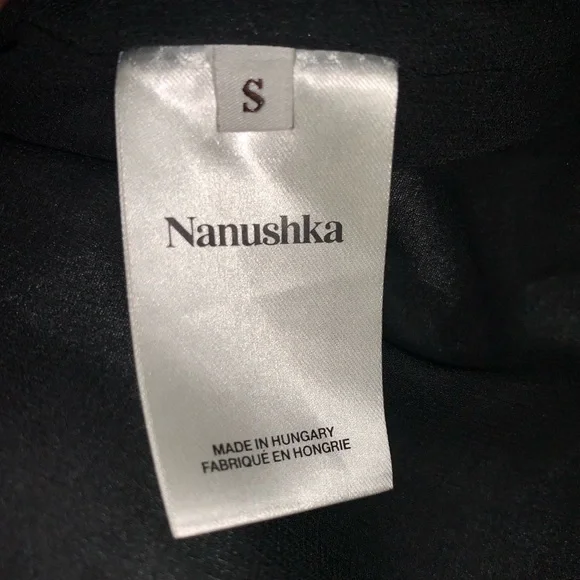 S
Nanushka
MADE IN HUNGARY
FABRIQUÉ EN HONGRIE